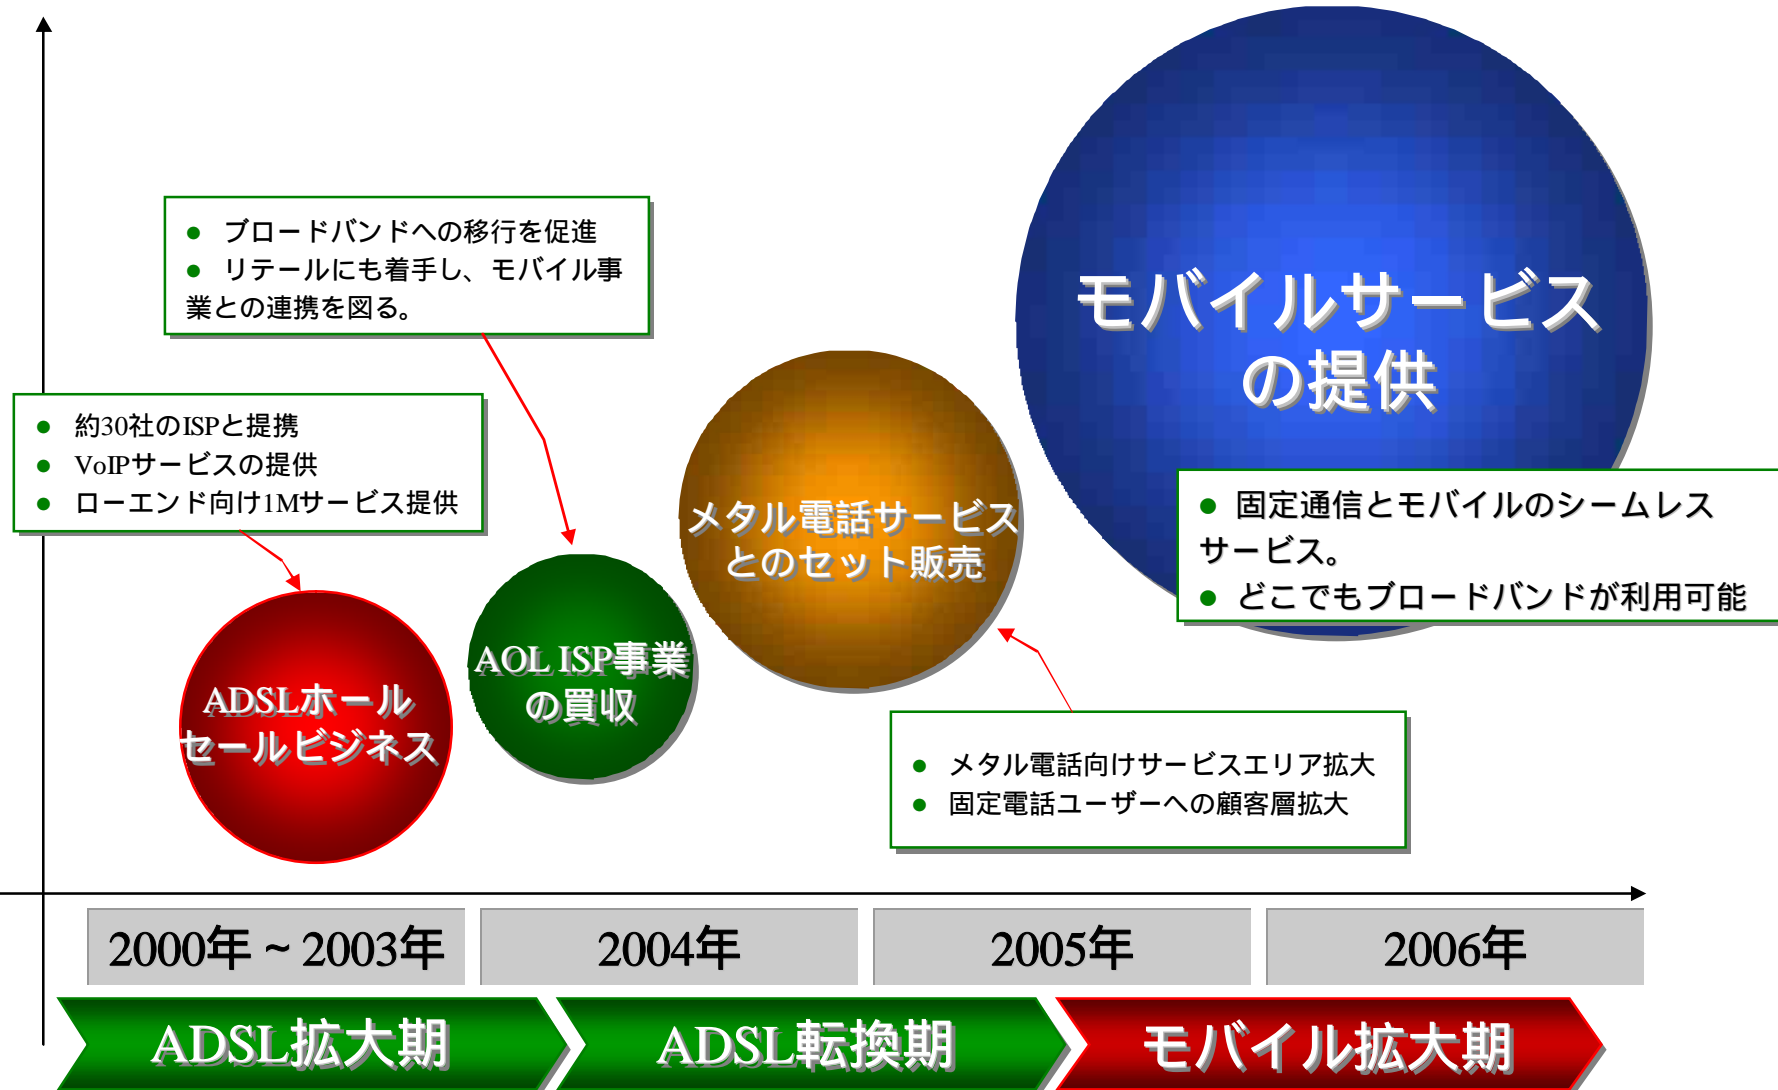 ● ブロードバンドへの移行を促進
● リテールにも着手し、モバイル事
業との連携を図る。
● 約30社のISPと提携
● VoIPサービスの提供
● ローエンド向け1Mサービス提供
モバイルサービス
の提供
● 固定通信とモバイルのシームレス
サービス。
● どこでもブロードバンドが利用可能
メタル電話サービス
とのセット販売
AOL ISP事業
の買収
ADSLホール
セールビジネス
● メタル電話向けサービスエリア拡大
● 固定電話ユーザーへの顧客層拡大
2000年 ~ 2003年
2004年
2005年
2006年
ADSL拡大期
ADSL転換期
モバイル拡大期